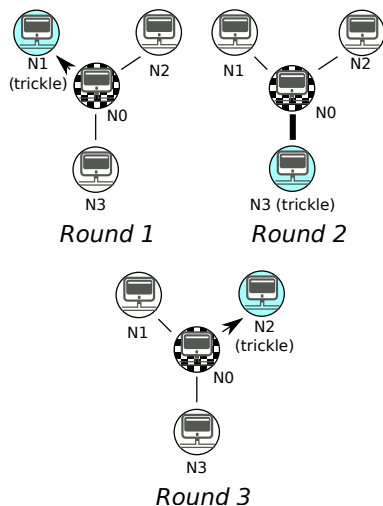 N1
(trickle)
N2
N0
N3
Round 1
N1
N2
N0
N3 (trickle)
Round 2
N1
N2
(trickle)
N0
N3
Round 3